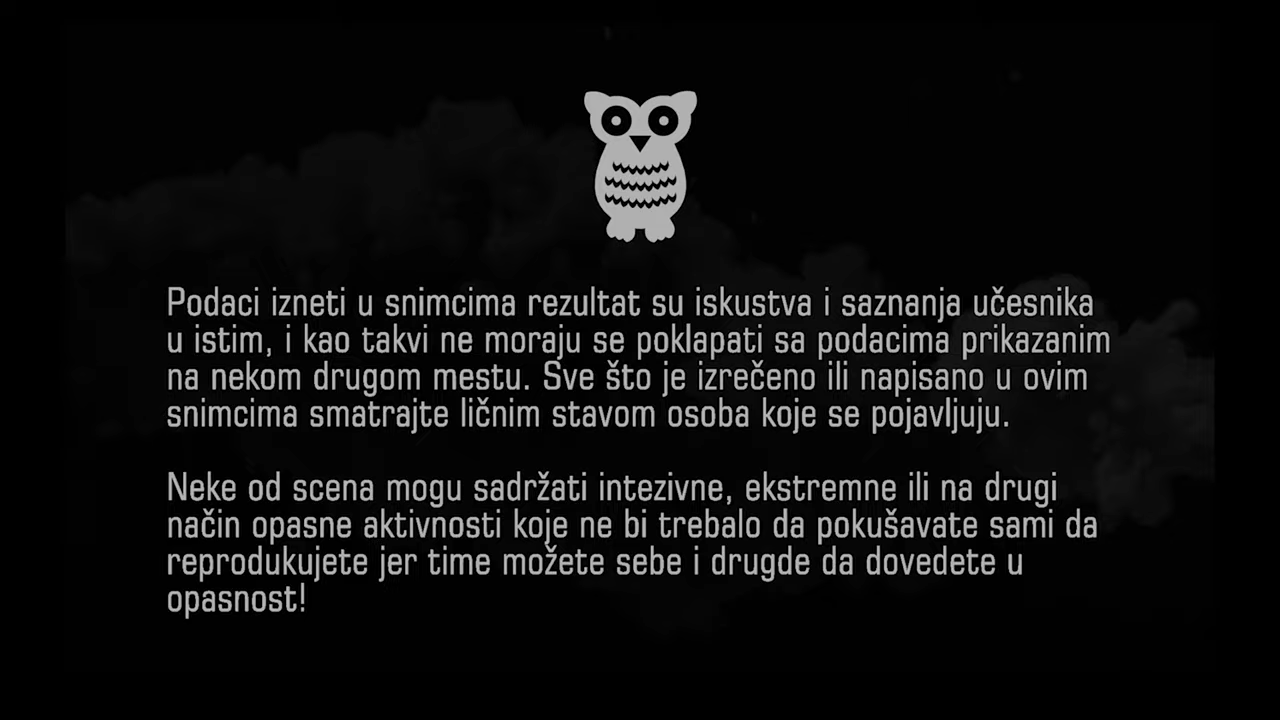 Podaci izneti u snimcima rezultat su iskustva i saznanja učesnika
u istim, i kao takvi ne moraju se poklapati sa podacima prikazanim
na nekom drugom mestu. Sve što je izrečeno ili napisano u ovim
snimcima smatrajte ličnim stavom osoba koje se pojavljuju.
Neke od scena mogu sadržati intezivne, ekstremne ili na drugi
način opasne aktivnosti koje ne bi trebalo da pokušavate sami da
reprodukujete jer time možete sebe i drugde da dovedete u
opasnost!